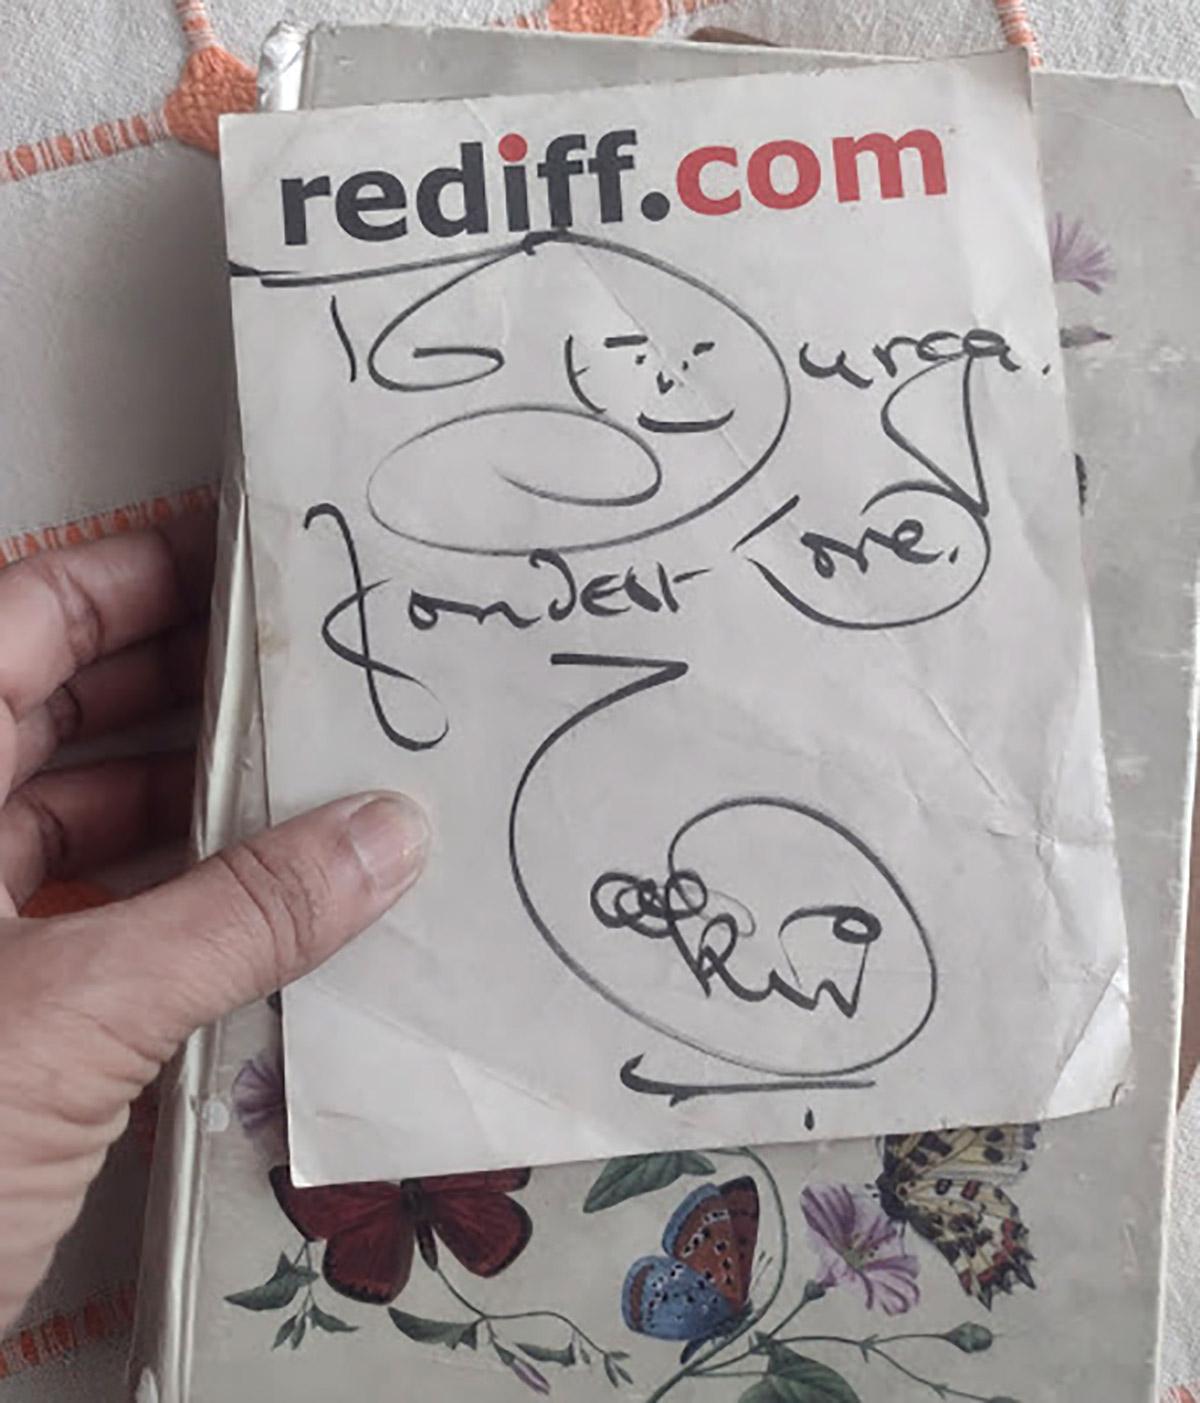 rediff.com
To Durga.
fondest Love.